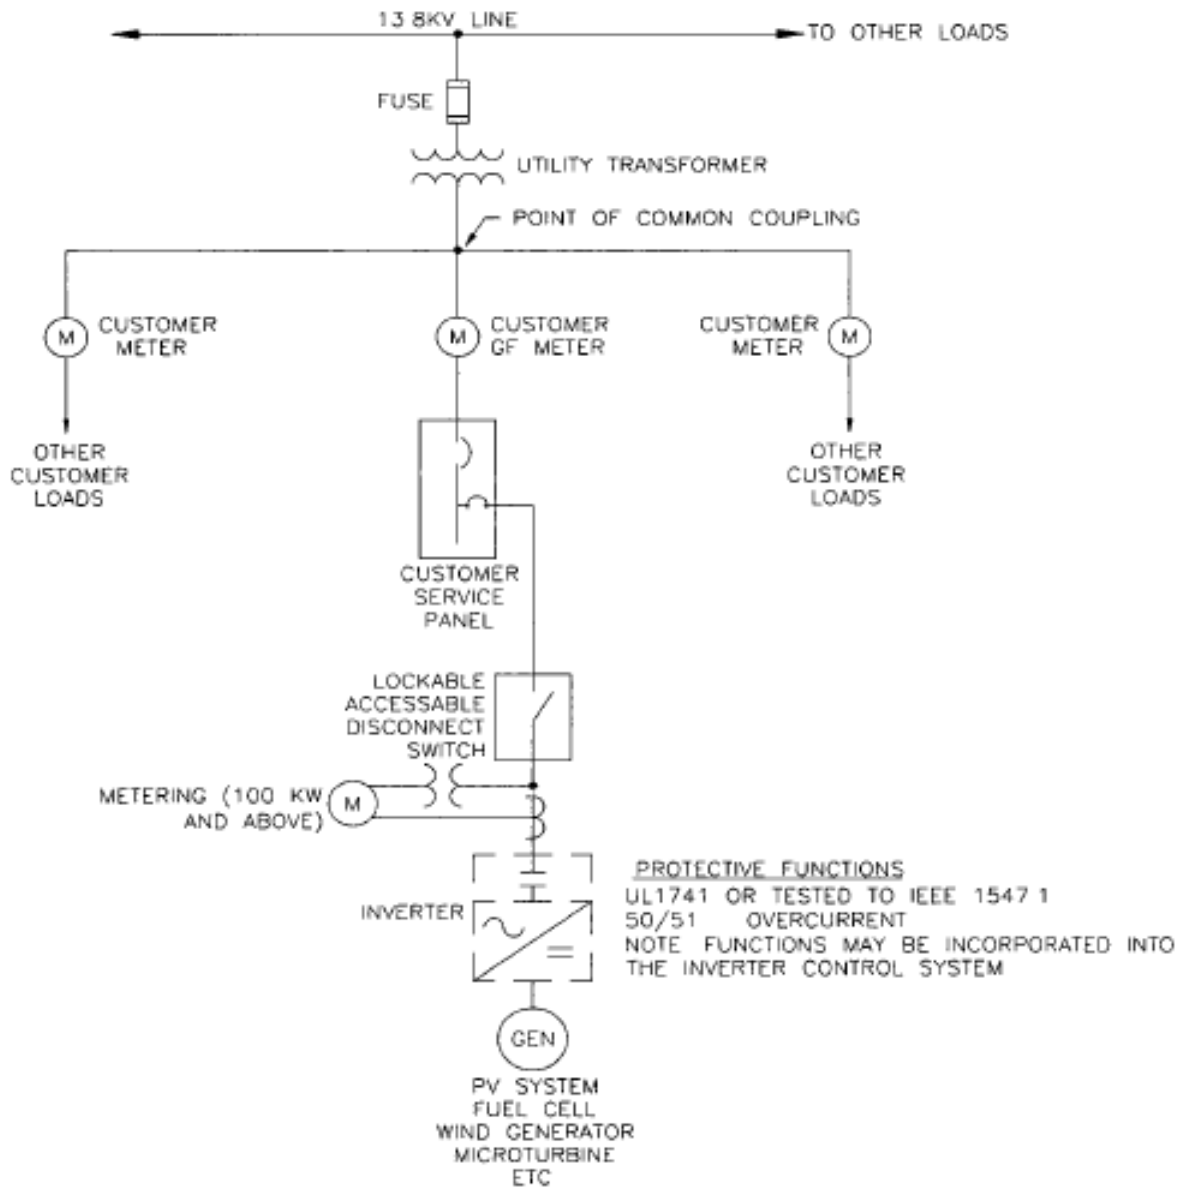 13 8KV LINE
TO OTHER LOADS
FUSE
UTILITY TRANSFORMER
POINT OF COMMON COUPLING
CUSTOMER
METER
M
CUSTOMER
GF METER
M
CUSTOMER
METER
M
OTHER
CUSTOMER
LOADS
OTHER
CUSTOMER
LOADS
CUSTOMER
SERVICE
PANEL
LOCKABLE
ACCESSABLE
DISCONNECT
SWITCH
METERING (100 KW
AND ABOVE)
M
INVERTER
PROTECTIVE FUNCTIONS
UL1741 OR TESTED TO IEEE 1547 1
50/51 OVERCURRENT
NOTE FUNCTIONS MAY BE INCORPORATED INTO
THE INVERTER CONTROL SYSTEM
GEN
PV SYSTEM
FUEL CELL
WIND GENERATOR
MICROTURBINE
ETC